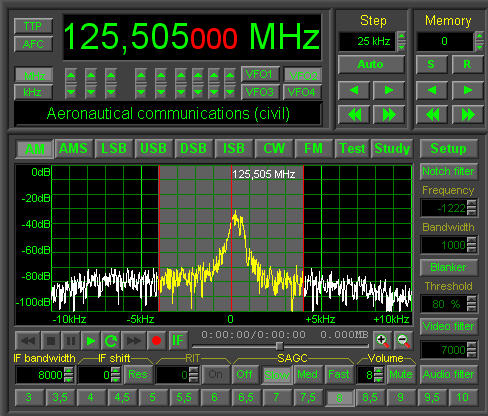 Step
Memory
TTP
AFC
125,505000 MHz
25 kHz
0
Auto
S
R
MHz
kHz
VFO1
VFO3
VFO4
Aeronautical communications (civil)
AM
AMS
LSB
USB
DSB
ISB
CW
FM
Test
Study
Setup
0dB
-20dB
-40dB
-60dB
-80dB
-100dB
125,505 MHz
-10kHz
-5kHz
0
+5kHz
+10kHz
Notch filter
Frequency
-1222
Bandwidth
1000
Blanker
Threshold
80 %
Video filter
7000
Audio filter
IF
0:00:00/0:00:00
0.000MB
IF bandwidth
IF shift
RIT
SAGC
Volume
8000
0
Res
0
On
Off
Med
Fast
8
Mute
3
3,5
4
4,5
5
5,5
6
6,5
7
7,5
8
8,5
9
9,5
10